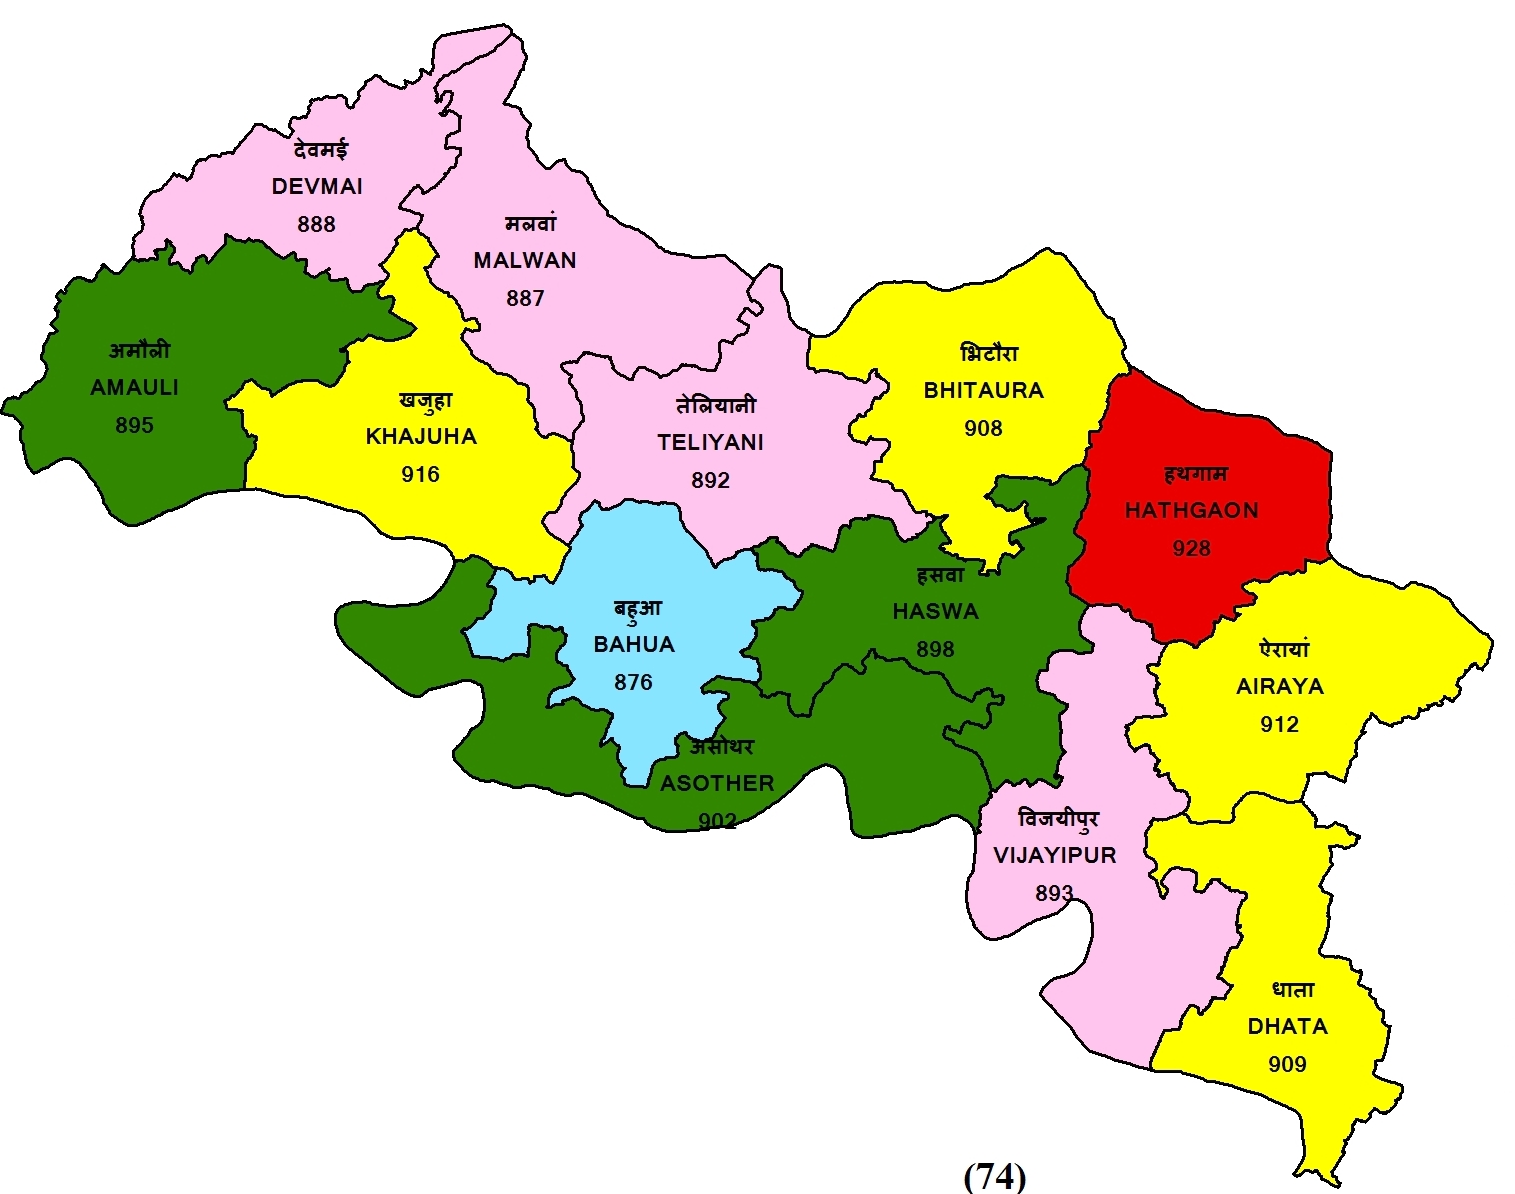 देवमई
DEVMAI
888
मलवां
MALWAN
887
अमौली
AMAULI
895
खजुहा
KHAJUHA
916
तेलियानी
TELIYANI
892
भिटौरा
BHITAURA
908
हथगाम
HATHGAON
928
हसवा
HASWA
898
बहुआ
BAHUA
876
ऐरायां
AIRAYA
912
असोथर
ASOTHER
902
विजयीपुर
VIJAYIPUR
893
धाता
DHATA
909
(74)